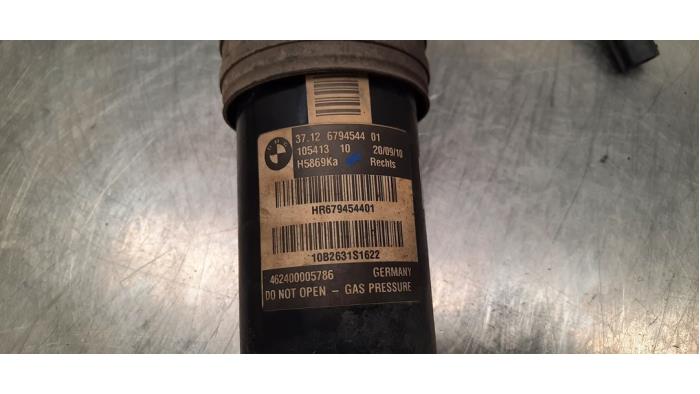 BMW
37.12 6794544 01
105413 10 20/09/10
H5869Ka Rechts
HR679454401
10B2631S1622
462400005786 GERMANY
DO NOT OPEN - GAS PRESSURE